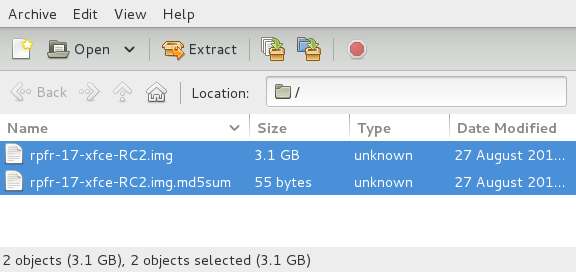 Archive Edit View Help
Open Extract
Back Location: /
Name Size Type Date Modified
rpfr-17-xfce-RC2.img 3.1 GB unknown 27 August 201...
rpfr-17-xfce-RC2.img.md5sum 55 bytes unknown 27 August 201...
2 objects (3.1 GB), 2 objects selected (3.1 GB)